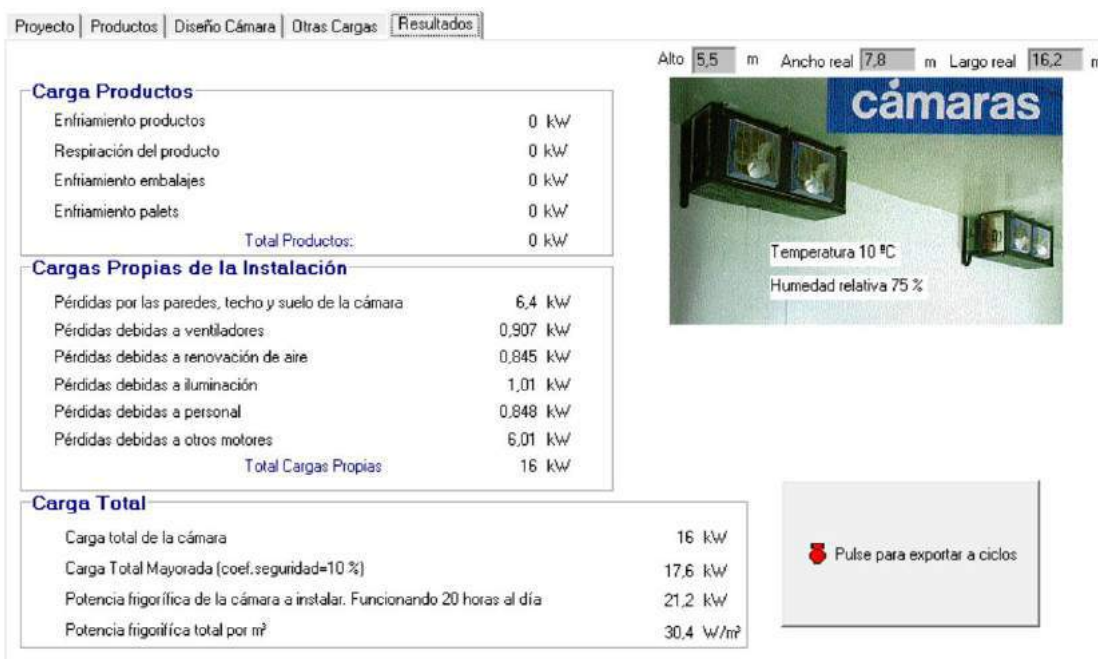 Proyecto Productos Diseño Cámara Otras Cargas Resultados
Alto 5,5 m Ancho real 7,8 m Largo real 16,2 m
Carga Productos
Enfriamiento productos 0 kW
Respiración del producto 0 kW
Enfriamiento embalajes 0 kW
Enfriamiento palets 0 kW
Total Productos: 0 kW
cámaras
Temperatura 10 ºC
Humedad relativa 75 %
Cargas Propias de la Instalación
Pérdidas por las paredes, techo y suelo de la cámara 6,4 kW
Pérdidas debidas a ventiladores 0,907 kW
Pérdidas debidas a renovación de aire 0,845 kW
Pérdidas debidas a iluminación 1,01 kW
Pérdidas debidas a personal 0,848 kW
Pérdidas debidas a otros motores 6,01 kW
Total Cargas Propias 16 kW
Carga Total
Carga total de la cámara 16 kW
Carga Total Mayorada (coef.seguridad=10 %) 17,6 kW
Potencia frigorífica de la cámara a instalar. Funcionando 20 horas al día 21,2 kW
Potencia frigorífica total por m³ 30,4 W/m³
Pulse para exportar a ciclos